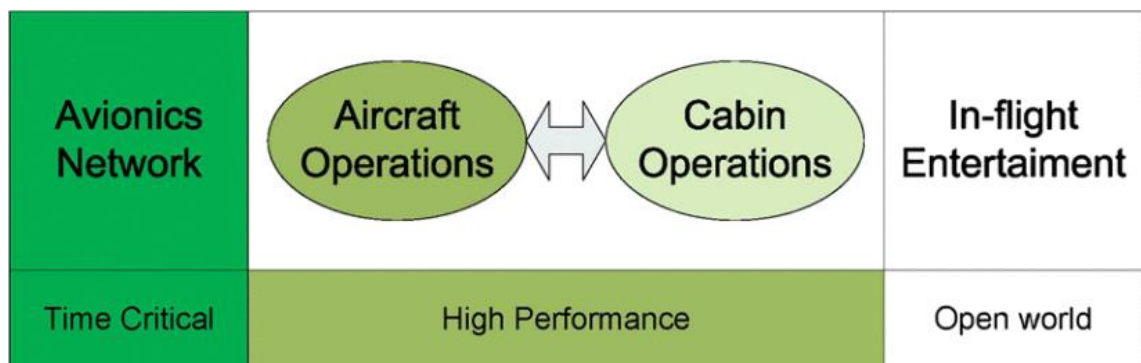 Avionics
Network
Aircraft
Operations
Cabin
Operations
In-flight
Entertaiment
Time Critical
High Performance
Open world